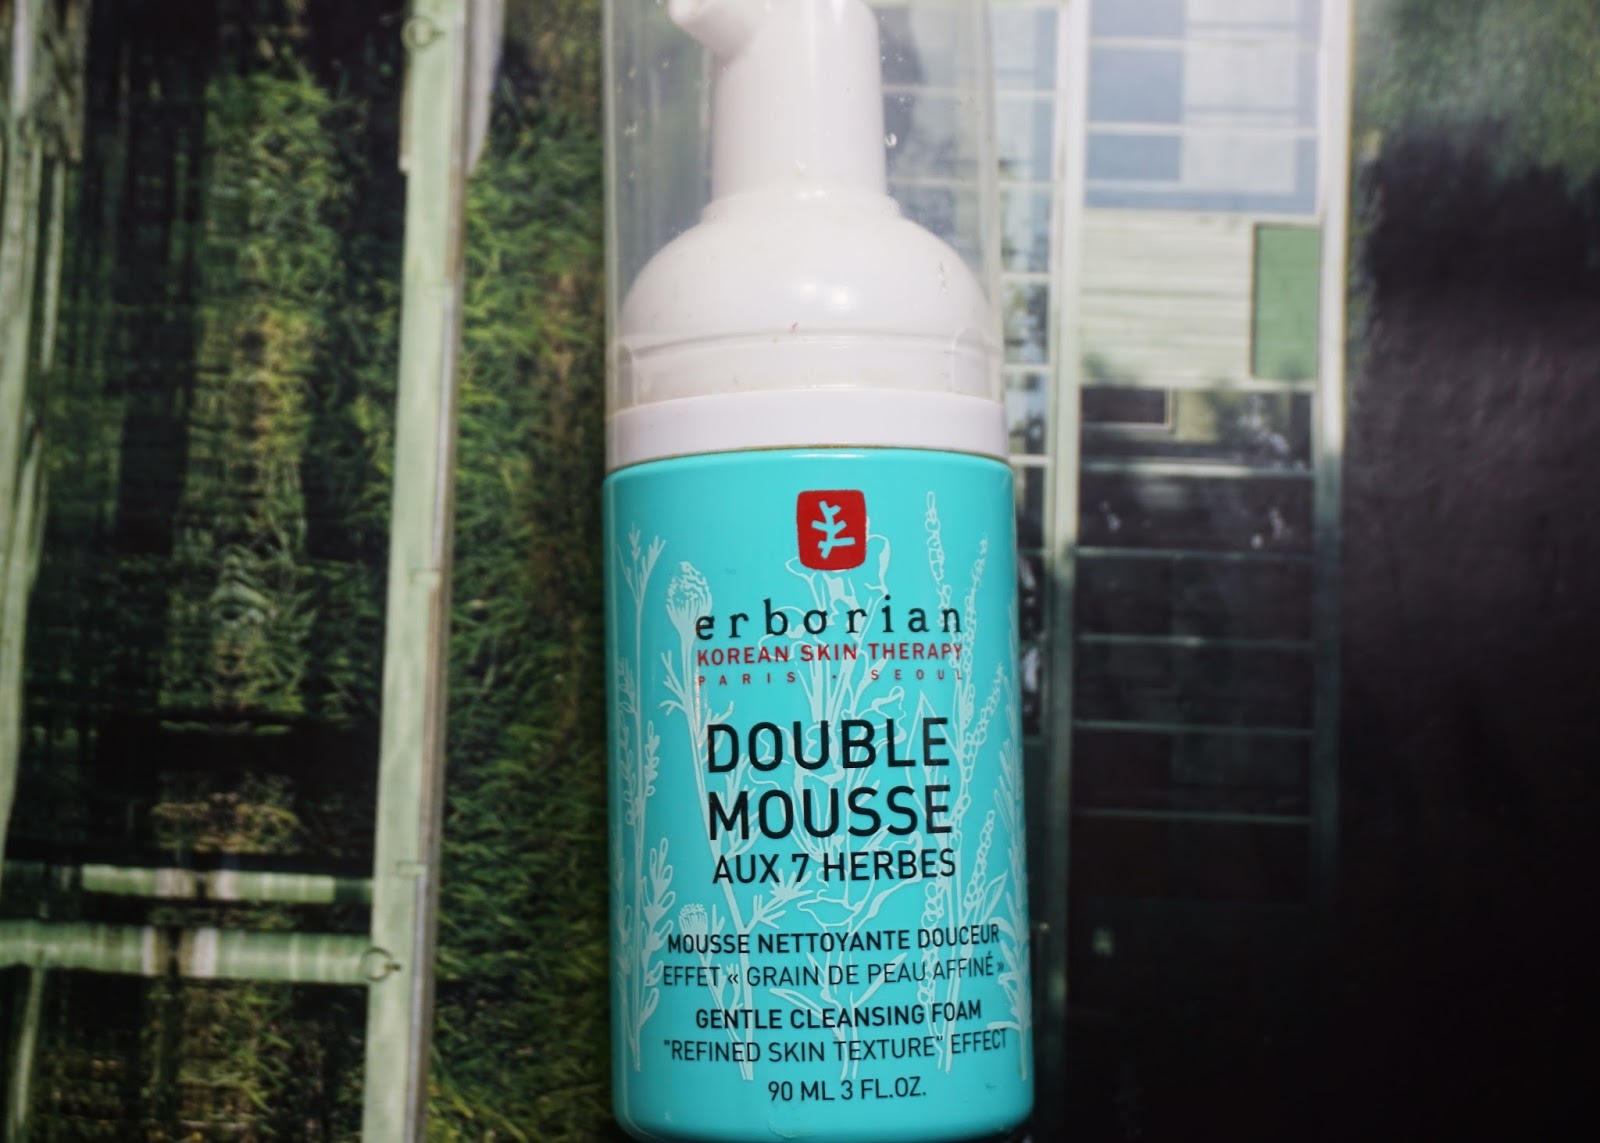 erborian
KOREAN SKIN THERAPY
PARIS • SEOUL
DOUBLE
MOUSSE
AUX 7 HERBES
MOUSSE NETTOYANTE DOUCEUR
EFFET « GRAIN DE PEAU AFFINÉ »
GENTLE CLEANSING FOAM
"REFINED SKIN TEXTURE" EFFECT
90 ML 3 FL.OZ.